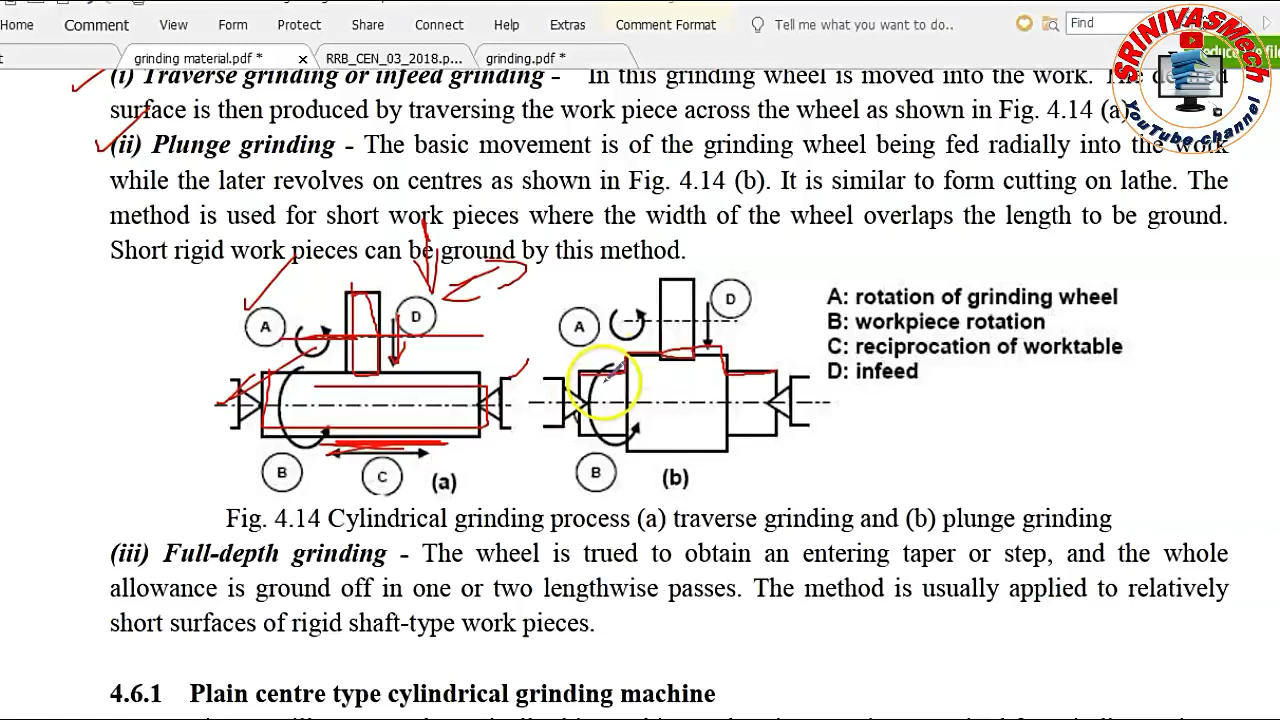 Home Comment View Form Protect Share Connect Help Extras Comment Format Tell me what you want to do.. Find
grinding material.pdf * × RRB_CEN_03_2018.p... grinding.pdf *
SRINIVASMech
YouTube channel
(i) Traverse grinding or infeed grinding - In this grinding wheel is moved into the work. The
surface is then produced by traversing the work piece across the wheel as shown in Fig. 4.14 (a)
(ii) Plunge grinding - The basic movement is of the grinding wheel being fed radially into the work
while the later revolves on centres as shown in Fig. 4.14 (b). It is similar to form cutting on lathe. The
method is used for short work pieces where the width of the wheel overlaps the length to be ground.
Short rigid work pieces can be ground by this method.
A D B C (a)
A D B (b)
A: rotation of grinding wheel
B: workpiece rotation
C: reciprocation of worktable
D: infeed
Fig. 4.14 Cylindrical grinding process (a) traverse grinding and (b) plunge grinding
(iii) Full-depth grinding - The wheel is trued to obtain an entering taper or step, and the whole
allowance is ground off in one or two lengthwise passes. The method is usually applied to relatively
short surfaces of rigid shaft-type work pieces.
4.6.1 Plain centre type cylindrical grinding machine